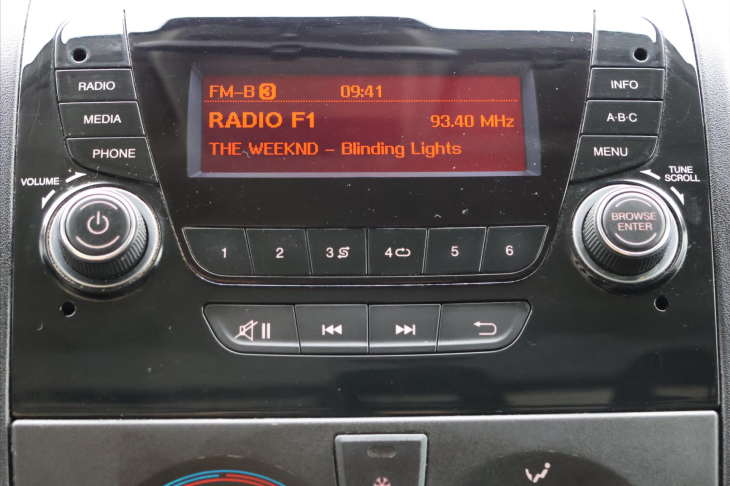 FM-B 3 09:41
RADIO F1 93.40 MHz
THE WEEKND - Blinding Lights
RADIO
MEDIA
PHONE
VOLUME
INFO
A·B·C
MENU
TUNE
SCROLL
BROWSE
ENTER
1 2 3 4 5 6